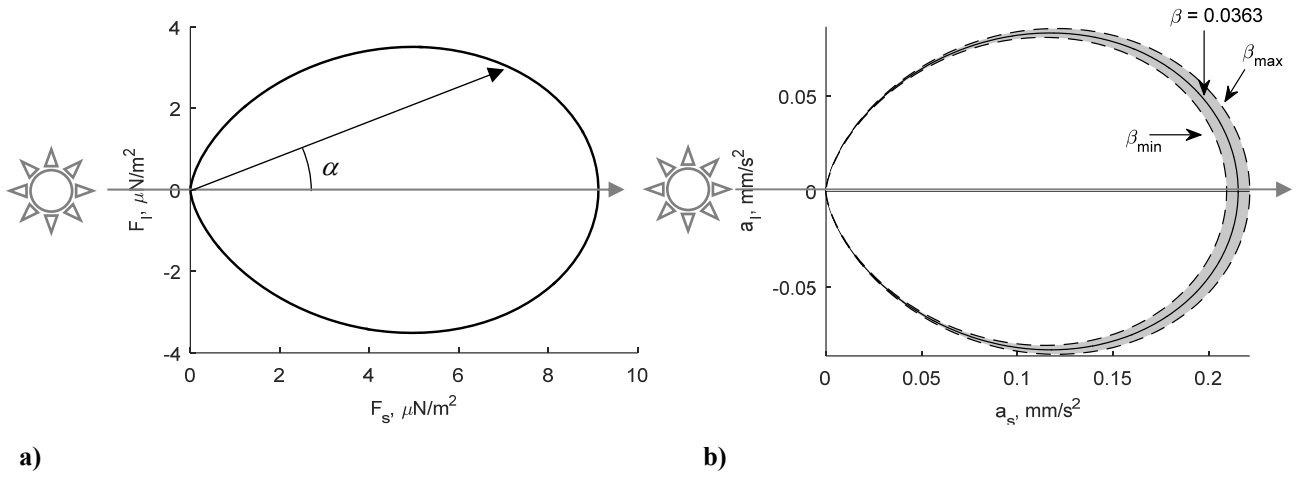 4
2
0
-2
-4
F_l, μN/m²
α
0 2 4 6 8 10
F_s, μN/m²
a)
β = 0.0363
β_max
β_min
0.05
0
-0.05
a_l, mm/s²
0 0.05 0.1 0.15 0.2
a_s, mm/s²
b)